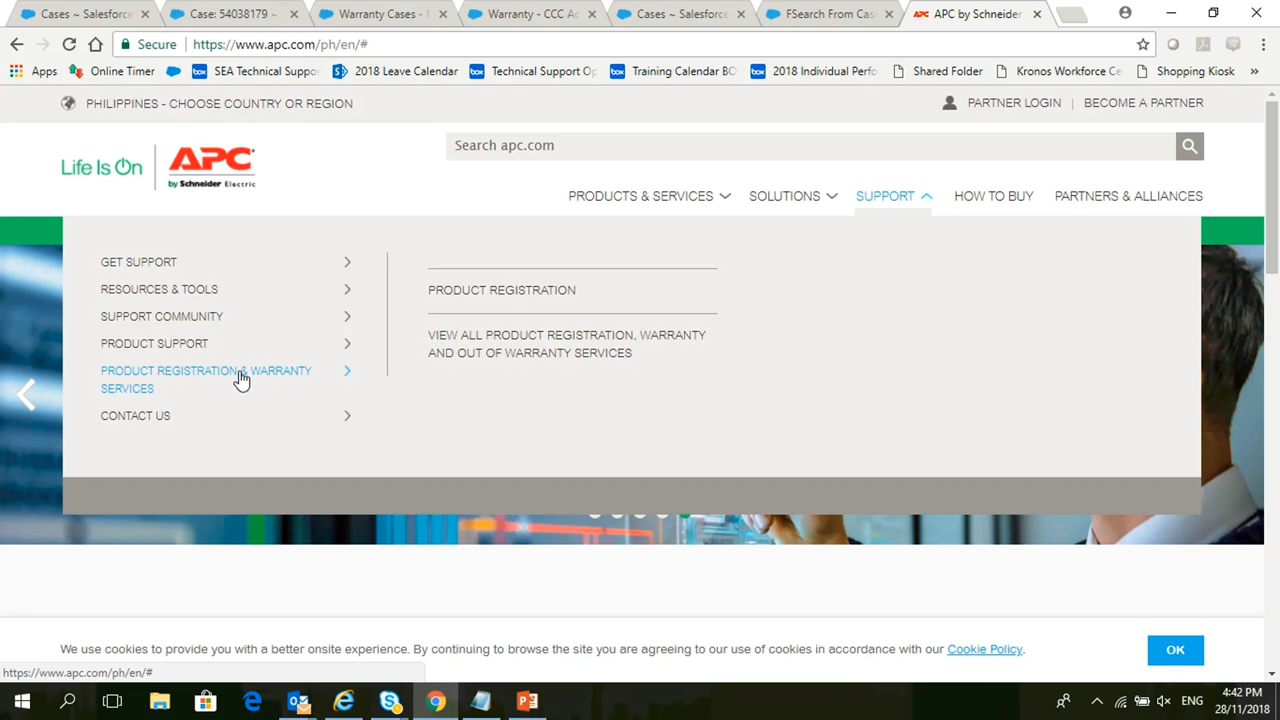 Cases ~ Salesforce
Case: 54038179 ~
Warranty Cases -
Warranty - CCC Ac
Cases ~ Salesforce
FSearch From Cas
APC by Schneider
Secure
https://www.apc.com/ph/en/#
Apps
Online Timer
SEA Technical Suppo
2018 Leave Calendar
Technical Support Op
Training Calendar BO
2018 Individual Perfo
Shared Folder
Kronos Workforce Ce
Shopping Kiosk
PHILIPPINES - CHOOSE COUNTRY OR REGION
PARTNER LOGIN | BECOME A PARTNER
Life Is On
APC
by Schneider Electric
Search apc.com
PRODUCTS & SERVICES
SOLUTIONS
SUPPORT
HOW TO BUY
PARTNERS & ALLIANCES
GET SUPPORT
RESOURCES & TOOLS
SUPPORT COMMUNITY
PRODUCT SUPPORT
PRODUCT REGISTRATION & WARRANTY
SERVICES
CONTACT US
PRODUCT REGISTRATION
VIEW ALL PRODUCT REGISTRATION, WARRANTY
AND OUT OF WARRANTY SERVICES
We use cookies to provide you with a better onsite experience. By continuing to browse the site you are agreeing to our use of cookies in accordance with our Cookie Policy.
OK
https://www.apc.com/ph/en/#
ENG
4:42 PM
28/11/2018